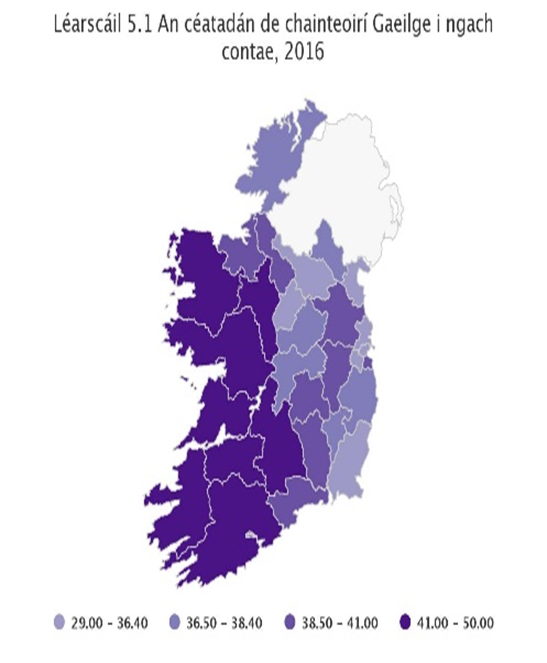 Léarscáil 5.1 An céatadán de chainteoirí Gaeilge i ngach
contae, 2016
29.00 - 36.40 36.50 - 38.40 38.50 - 41.00 41.00 - 50.00